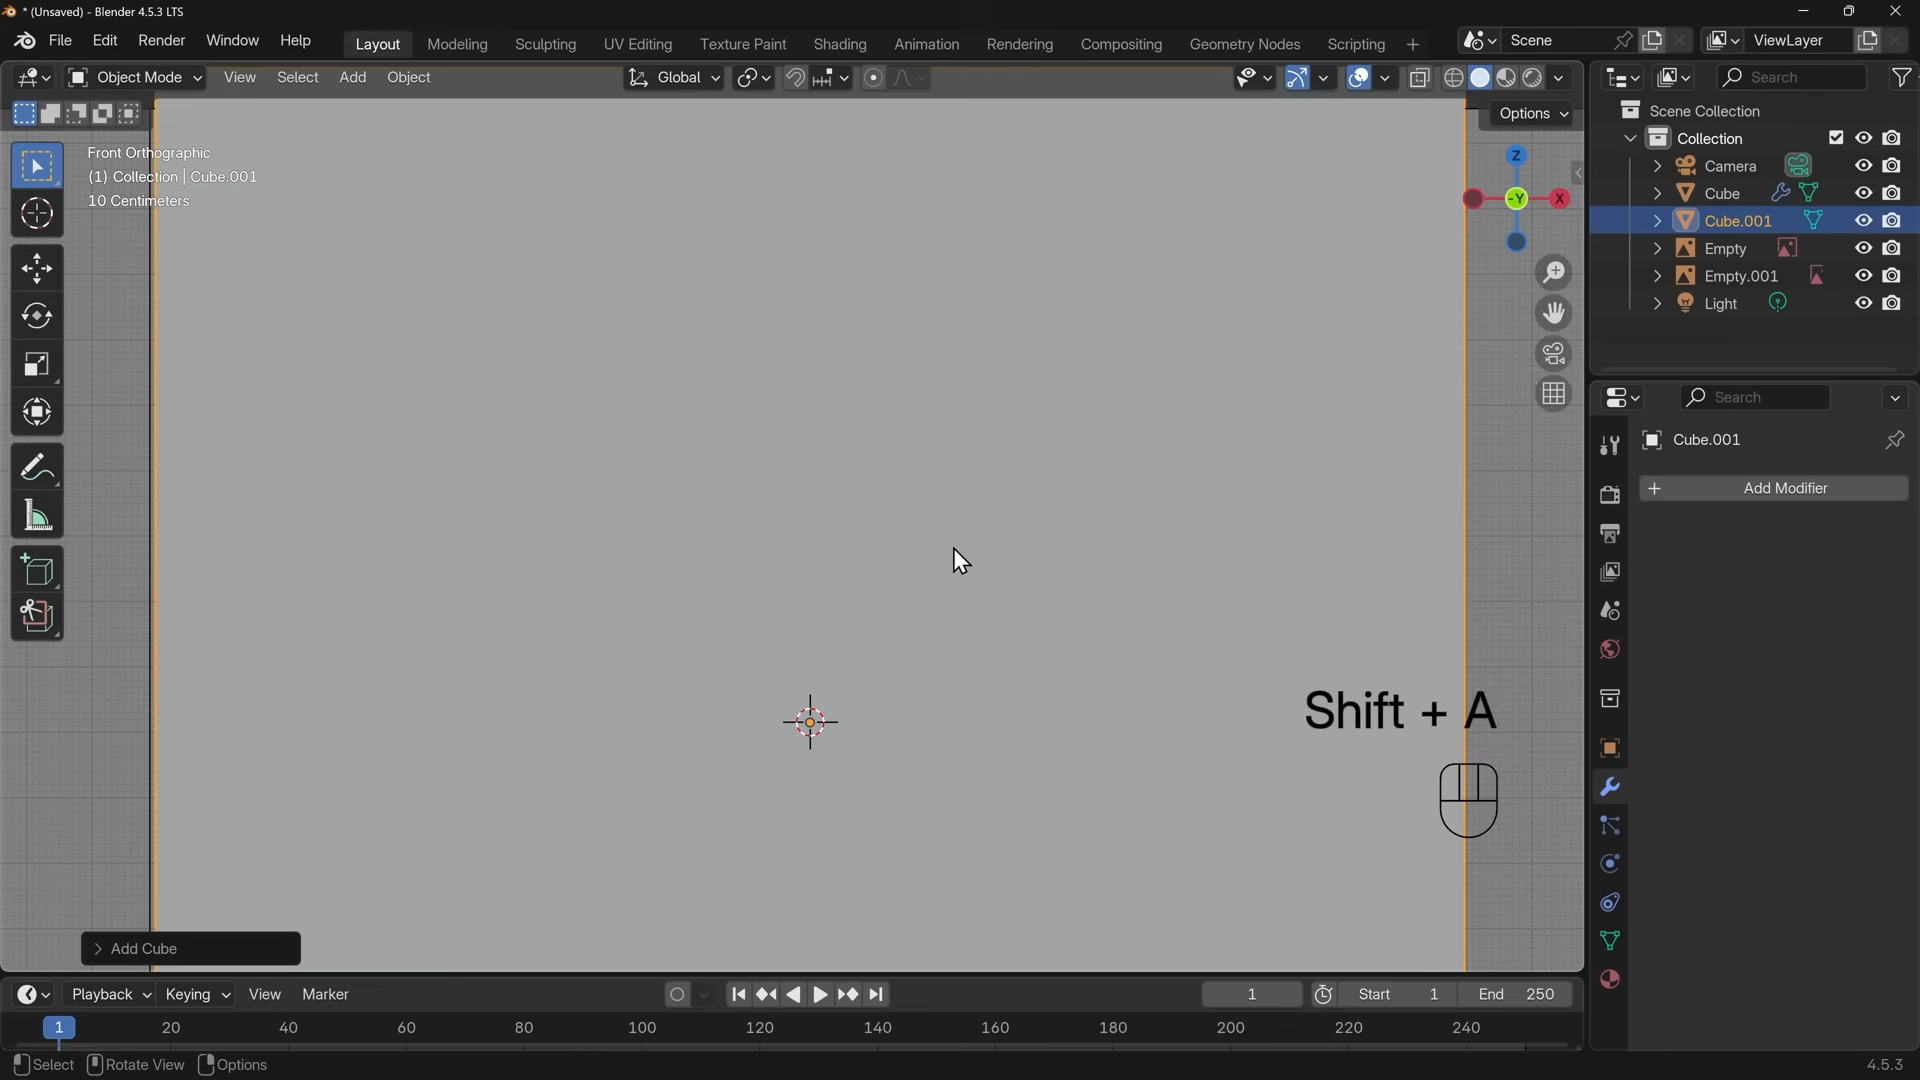 * (Unsaved) - Blender 4.5.3 LTS
File Edit Render Window Help
Layout Modeling Sculpting UV Editing Texture Paint Shading Animation Rendering Compositing Geometry Nodes Scripting +
Scene
ViewLayer
Object Mode View Select Add Object
Global
Search
Options
Front Orthographic
(1) Collection | Cube.001
10 Centimeters
Z
-Y
X
Scene Collection
Collection
Camera
Cube
Cube.001
Empty
Empty.001
Light
Search
Cube.001
+ Add Modifier
Shift + A
> Add Cube
Playback Keying View Marker
1
Start 1
End 250
1 20 40 60 80 100 120 140 160 180 200 220 240
Select Rotate View Options
4.5.3